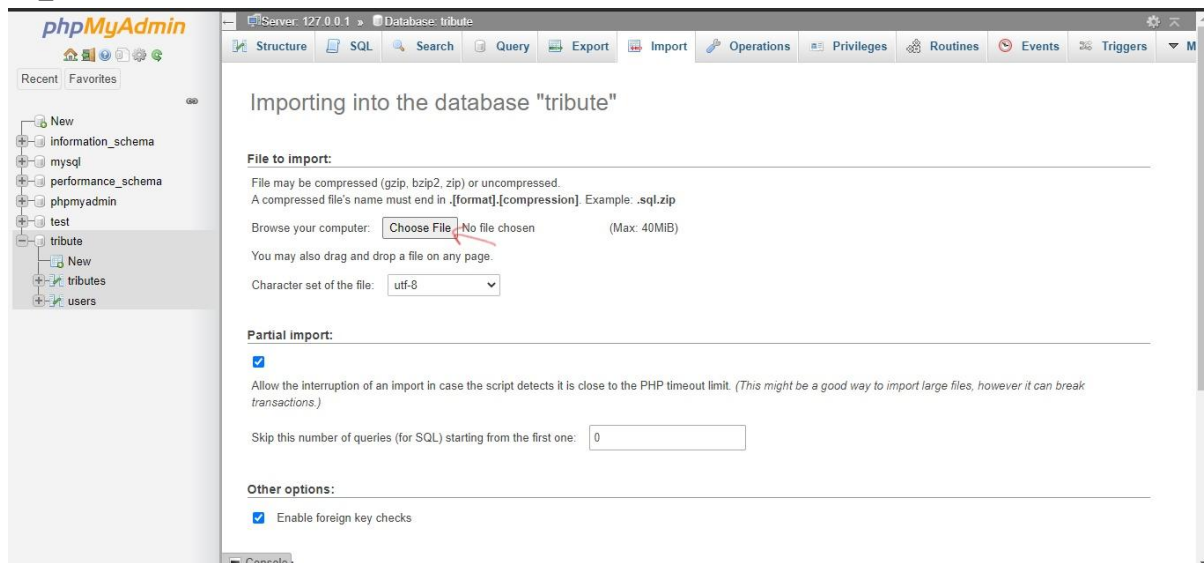 phpMyAdmin
Recent Favorites
New
information_schema
mysql
performance_schema
phpmyadmin
test
tribute
New
tributes
users
Server: 127.0.0.1 » Database: tribute
Structure SQL Search Query Export Import Operations Privileges Routines Events Triggers M
Importing into the database "tribute"
File to import:
File may be compressed (gzip, bzip2, zip) or uncompressed.
A compressed file's name must end in .[format].[compression]. Example: .sql.zip
Browse your computer: Choose File No file chosen (Max: 40MiB)
You may also drag and drop a file on any page.
Character set of the file: utf-8
Partial import:
Allow the interruption of an import in case the script detects it is close to the PHP timeout limit. (This might be a good way to import large files, however it can break
transactions.)
Skip this number of queries (for SQL) starting from the first one: 0
Other options:
Enable foreign key checks
Console